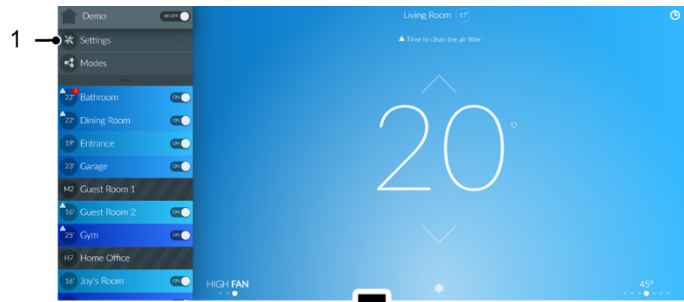 1
Demo
All OFF
Settings
Modes
22° Bathroom ON
22° Dining Room ON
19° Entrance ON
23° Garage ON
M2 Guest Room 1
16° Guest Room 2 ON
25° Gym ON
H7 Home Office
16° Joy's Room ON
Living Room 17°
Time to clean the air filter
20°
HIGH FAN
45°